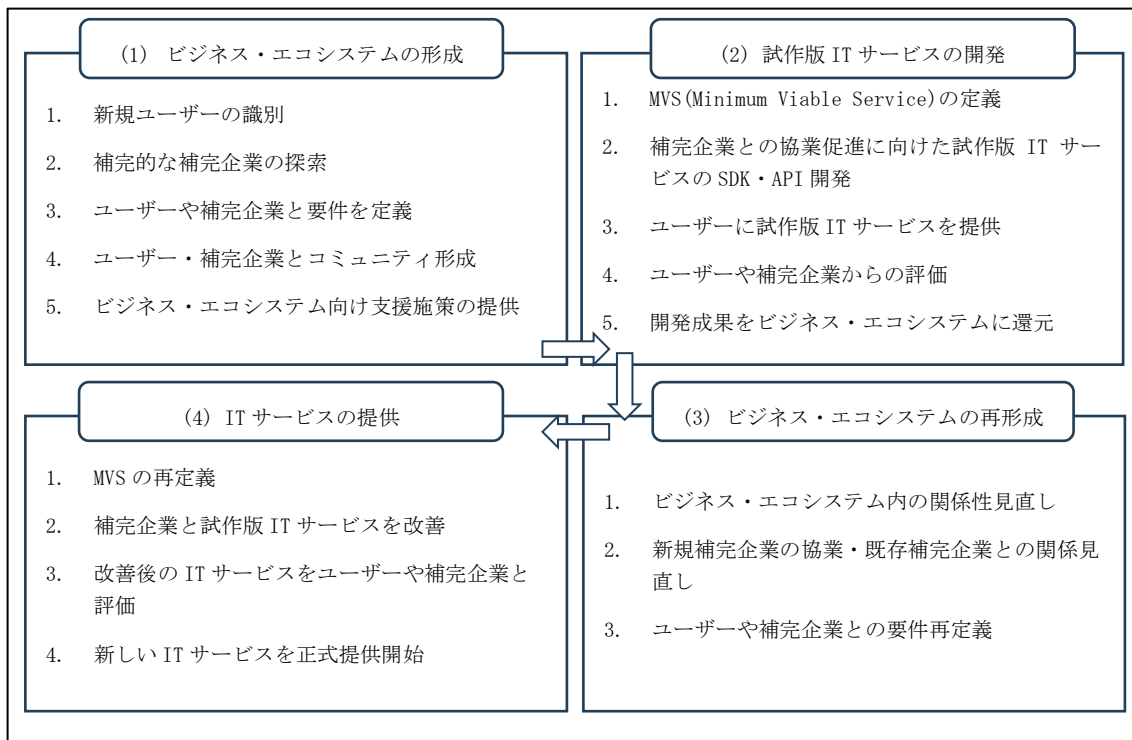 (1) ビジネス・エコシステムの形成
1. 新規ユーザーの識別
2. 補完的な補完企業の探索
3. ユーザーや補完企業と要件を定義
4. ユーザー・補完企業とコミュニティ形成
5. ビジネス・エコシステム向け支援施策の提供
(2) 試作版 IT サービスの開発
1. MVS(Minimum Viable Service)の定義
2. 補完企業との協業促進に向けた試作版 IT サー
ビスの SDK・API 開発
3. ユーザーに試作版 IT サービスを提供
4. ユーザーや補完企業からの評価
5. 開発成果をビジネス・エコシステムに還元
(3) ビジネス・エコシステムの再形成
1. ビジネス・エコシステム内の関係性見直し
2. 新規補完企業の協業・既存補完企業との関係見
直し
3. ユーザーや補完企業との要件再定義
(4) IT サービスの提供
1. MVS の再定義
2. 補完企業と試作版 IT サービスを改善
3. 改善後の IT サービスをユーザーや補完企業と
評価
4. 新しい IT サービスを正式提供開始